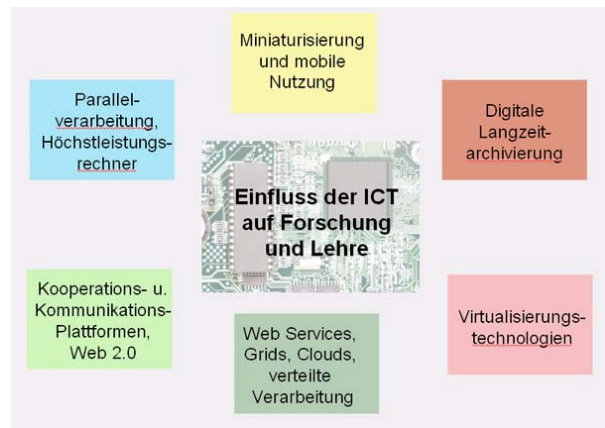 Miniaturisierung
und mobile
Nutzung
Parallel-
verarbeitung,
Höchstleistungs-
rechner
Digitale
Langzeit-
archivierung
Einfluss der ICT
auf Forschung
und Lehre
Kooperations- u.
Kommunikations-
Plattformen,
Web 2.0
Web Services,
Grids, Clouds,
verteilte
Verarbeitung
Virtualisierungs-
technologien